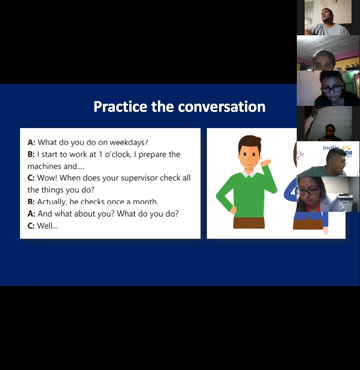 Practice the conversation
A: What do you do on weekdays?
B: I start to work at 1 o'clock, I prepare the
machines and....
C: Wow! When does your supervisor check all
the things you do?
B: Actually, he checks once a month.
A: And what about you? What do you do?
C: Well...